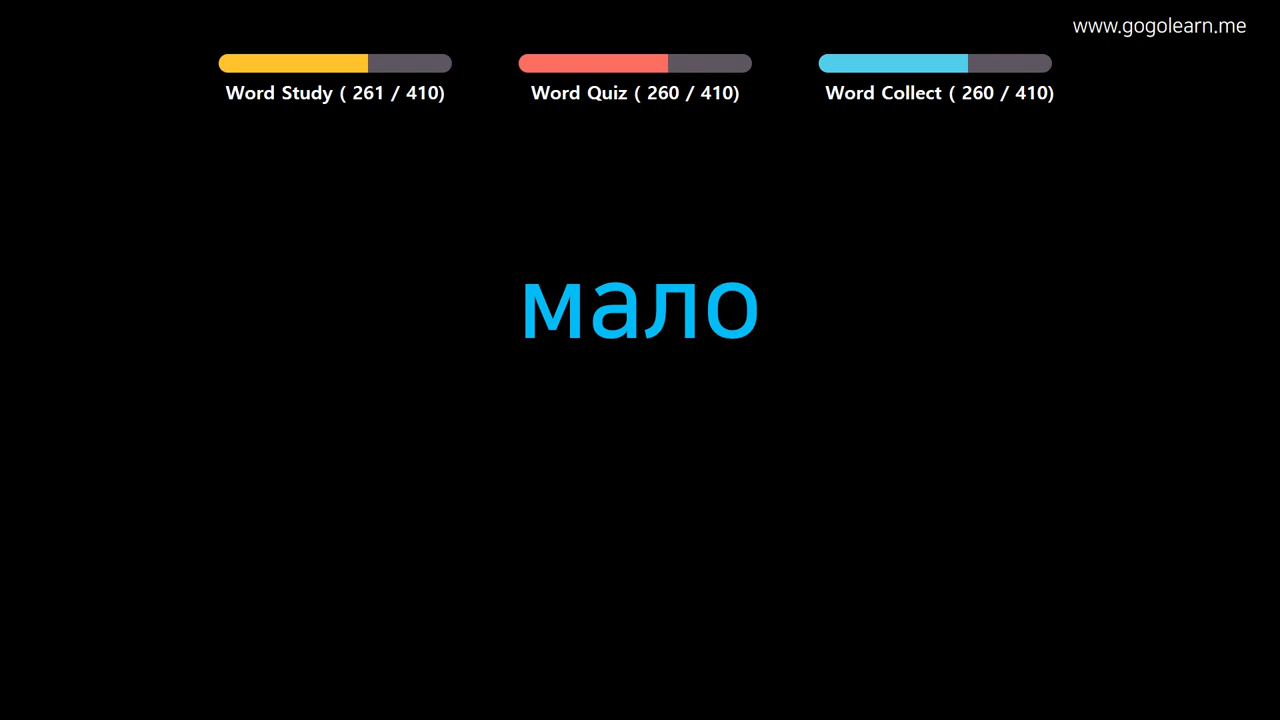 www.gogolearn.me
Word Study ( 261 / 410)
Word Quiz ( 260 / 410)
Word Collect ( 260 / 410)
мало